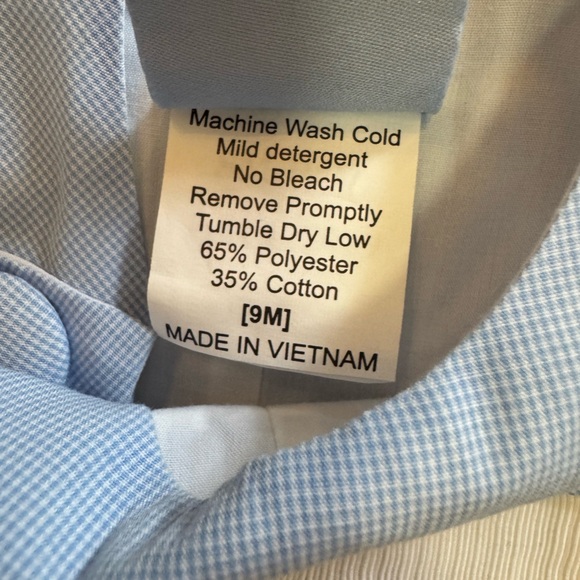 Machine Wash Cold
Mild detergent
No Bleach
Remove Promptly
Tumble Dry Low
65% Polyester
35% Cotton
[9M]
MADE IN VIETNAM